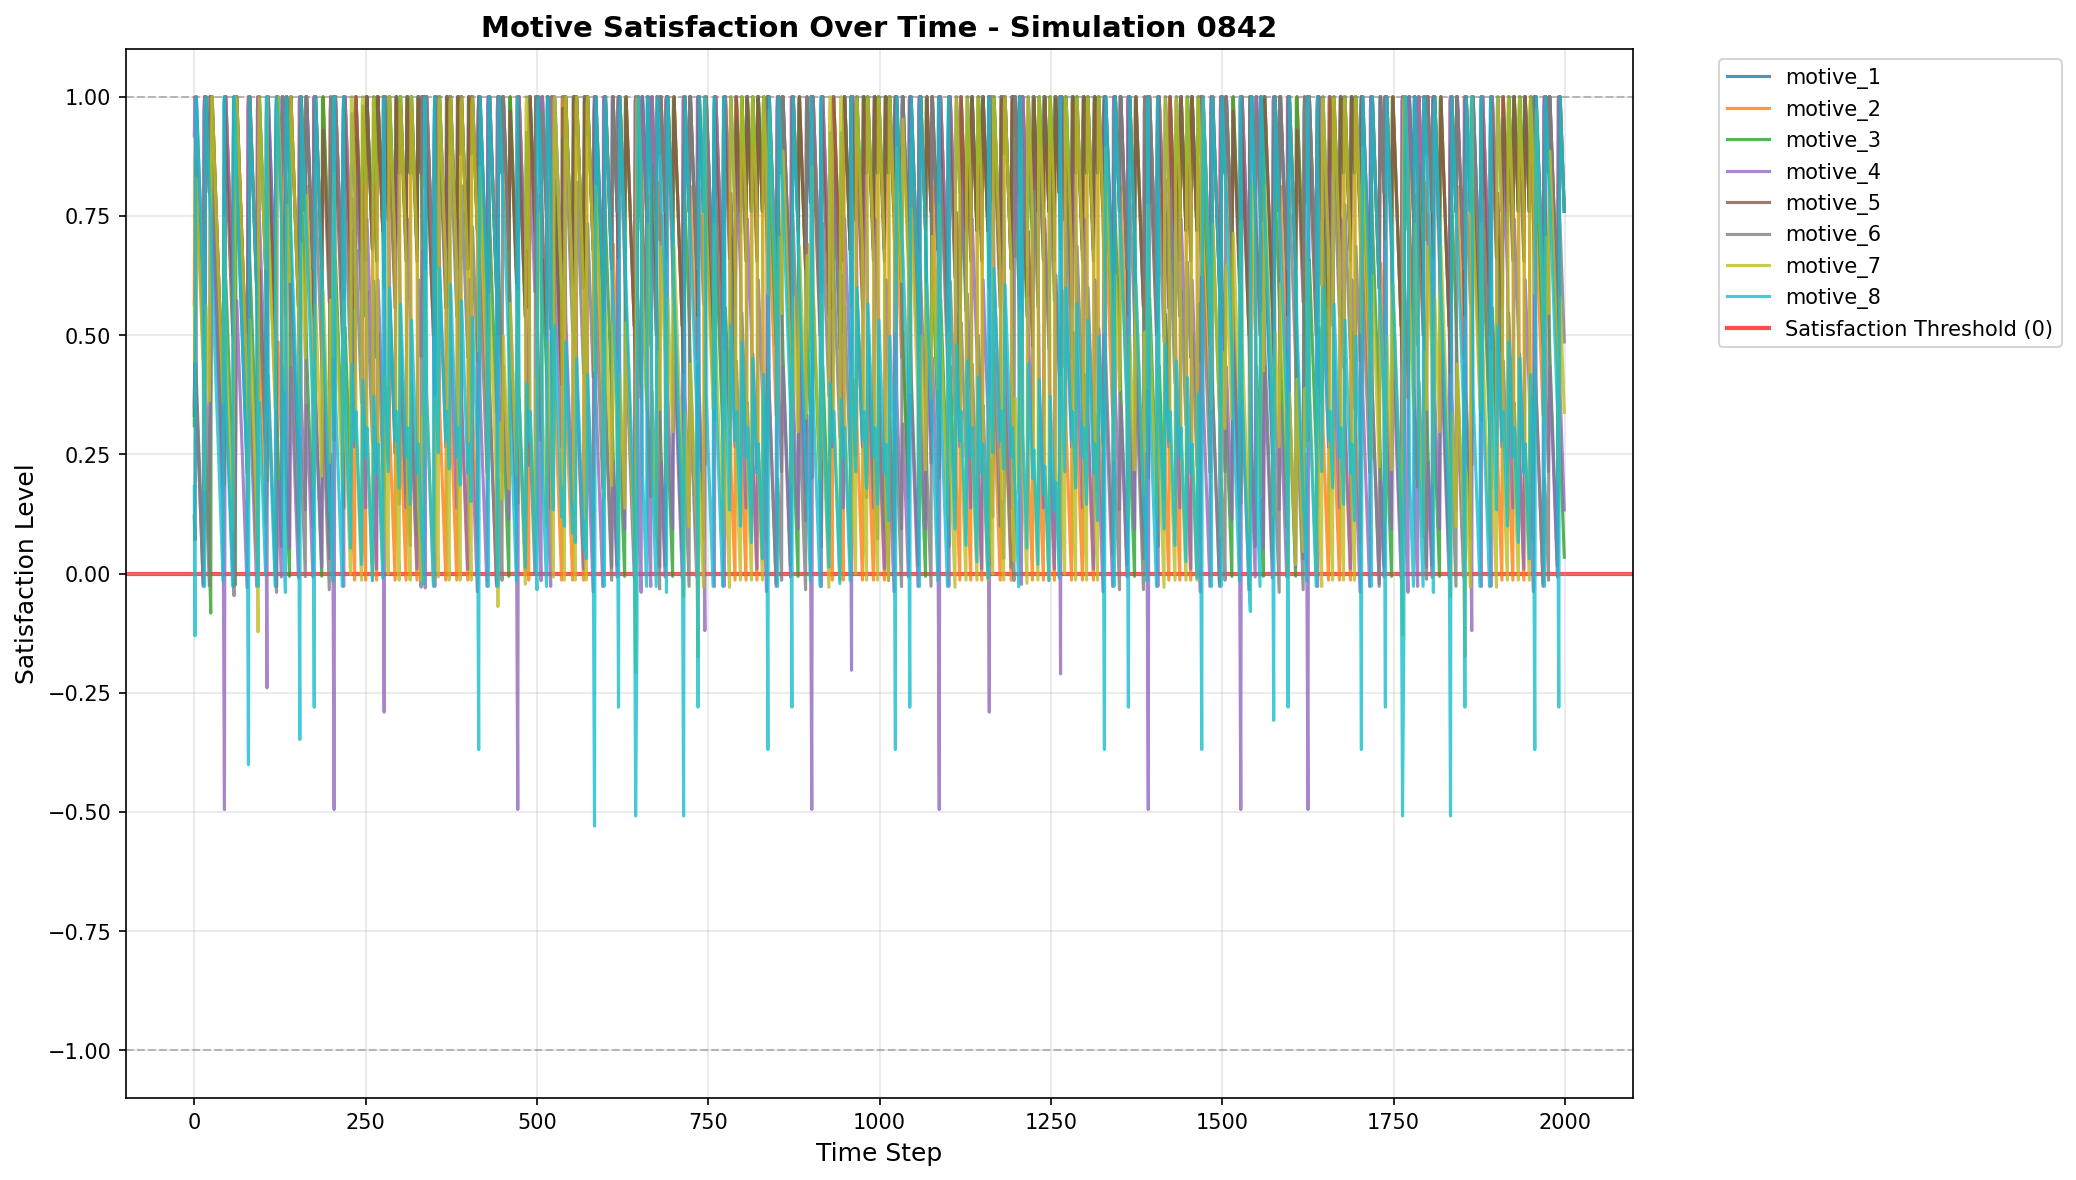 Motive Satisfaction Over Time - Simulation 0842
motive_1
motive_2
motive_3
motive_4
motive_5
motive_6
motive_7
motive_8
Satisfaction Threshold (0)
Satisfaction Level
1.00
0.75
0.50
0.25
0.00
−0.25
−0.50
−0.75
−1.00
0 250 500 750 1000 1250 1500 1750 2000
Time Step